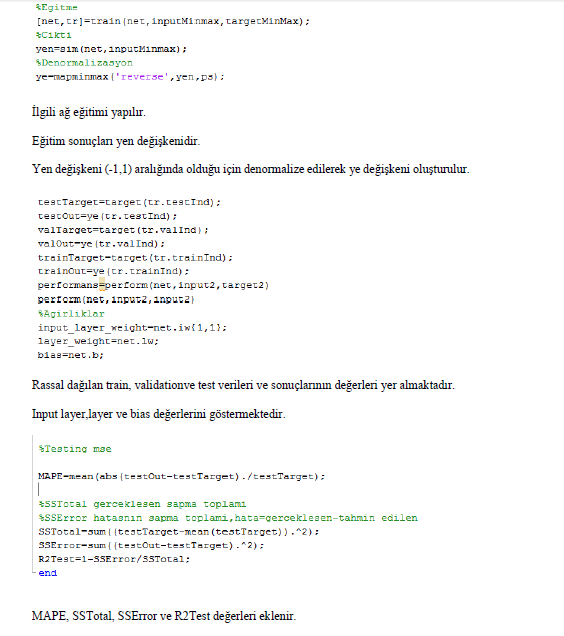 %Egitme
[net,tr]=train(net,inputMinmax,targetMinMax);
%Cikti
yen=sim(net,inputMinmax);
%Denormalizasyon
ye=mapminmax('reverse',yen,ps);
İlgili ağ eğitimi yapılır.
Eğitim sonuçları yen değişkenidir.
Yen değişkeni (-1,1) aralığında olduğu için denormalize edilerek ye değişkeni oluşturulur.
testTarget=target(tr.testInd);
testOut=ye(tr.testInd);
valTarget=target(tr.valInd);
valOut=ye(tr.valInd);
trainTarget=target(tr.trainInd);
trainOut=ye(tr.trainInd);
performans=perform(net,input2,target2)
perform(net,input2,input2)
%Agirliklar
input_layer_weight=net.iw{1,1};
layer_weight=net.lw;
bias=net.b;
Rassal dağılan train, validationve test verileri ve sonuçlarının değerleri yer almaktadır.
Input layer,layer ve bias değerlerini göstermektedir.
%Testing mse
MAPE=mean(abs(testOut-testTarget)./testTarget);
%SSTotal gerceklesen sapma toplami
%SSError hatasnın sapma toplami,hata=gerceklesen-tahmin edilen
SSTotal=sum((testTarget-mean(testTarget)).^2);
SSError=sum((testOut-testTarget).^2);
R2Test=1-SSError/SSTotal;
end
MAPE, SSTotal, SSError ve R2Test değerleri eklenir.